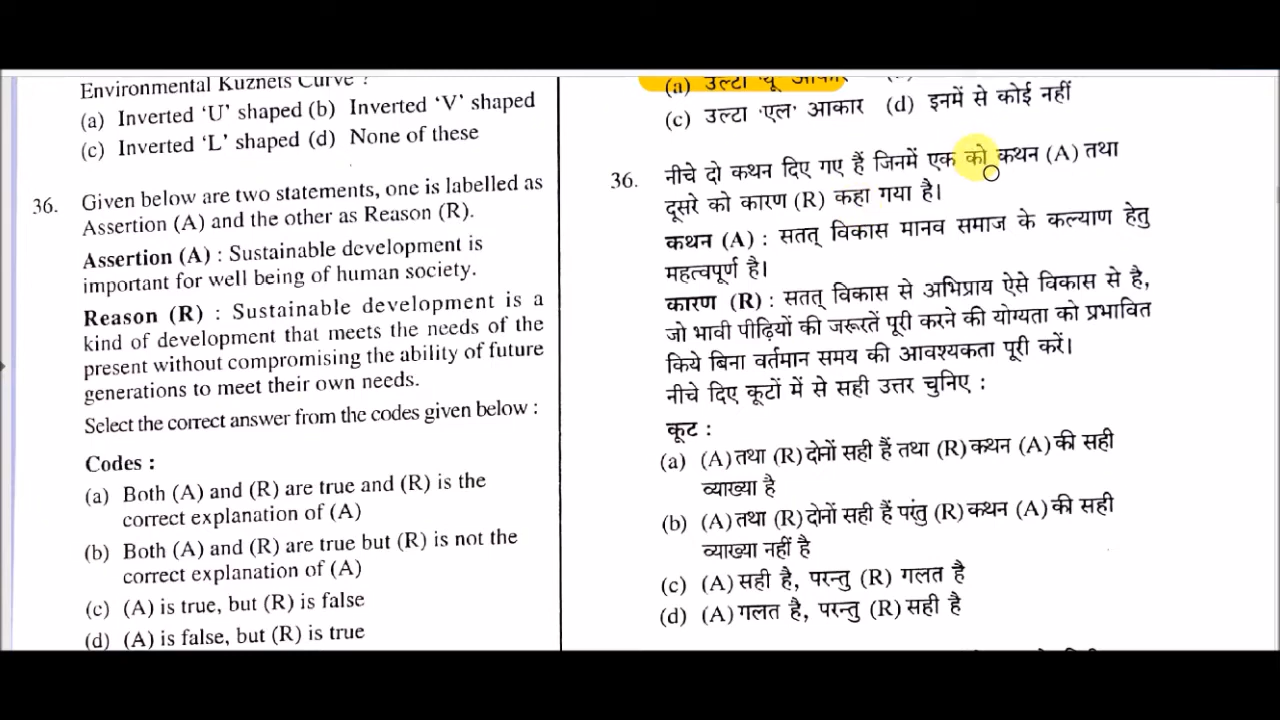 Environmental Kuznets Curve ?
(a) Inverted ‘U’ shaped (b) Inverted ‘V’ shaped
(c) Inverted ‘L’ shaped (d) None of these
36. Given below are two statements, one is labelled as
Assertion (A) and the other as Reason (R).
Assertion (A) : Sustainable development is
important for well being of human society.
Reason (R) : Sustainable development is a
kind of development that meets the needs of the
present without compromising the ability of future
generations to meet their own needs.
Select the correct answer from the codes given below :
Codes :
(a) Both (A) and (R) are true and (R) is the
correct explanation of (A)
(b) Both (A) and (R) are true but (R) is not the
correct explanation of (A)
(c) (A) is true, but (R) is false
(d) (A) is false, but (R) is true
(a) उल्टा ‘यू’ आकार
(c) उल्टा ‘एल’ आकार (d) इनमें से कोई नहीं
36. नीचे दो कथन दिए गए हैं जिनमें एक को कथन (A) तथा
दूसरे को कारण (R) कहा गया है।
कथन (A) : सतत् विकास मानव समाज के कल्याण हेतु
महत्वपूर्ण है।
कारण (R) : सतत् विकास से अभिप्राय ऐसे विकास से है,
जो भावी पीढ़ियों की जरूरतें पूरी करने की योग्यता को प्रभावित
किये बिना वर्तमान समय की आवश्यकता पूरी करें।
नीचे दिए कूटों में से सही उत्तर चुनिए :
कूट :
(a) (A) तथा (R) दोनों सही हैं तथा (R) कथन (A) की सही
व्याख्या है
(b) (A) तथा (R) दोनों सही हैं परंतु (R) कथन (A) की सही
व्याख्या नहीं है
(c) (A) सही है, परन्तु (R) गलत है
(d) (A) गलत है, परन्तु (R) सही है